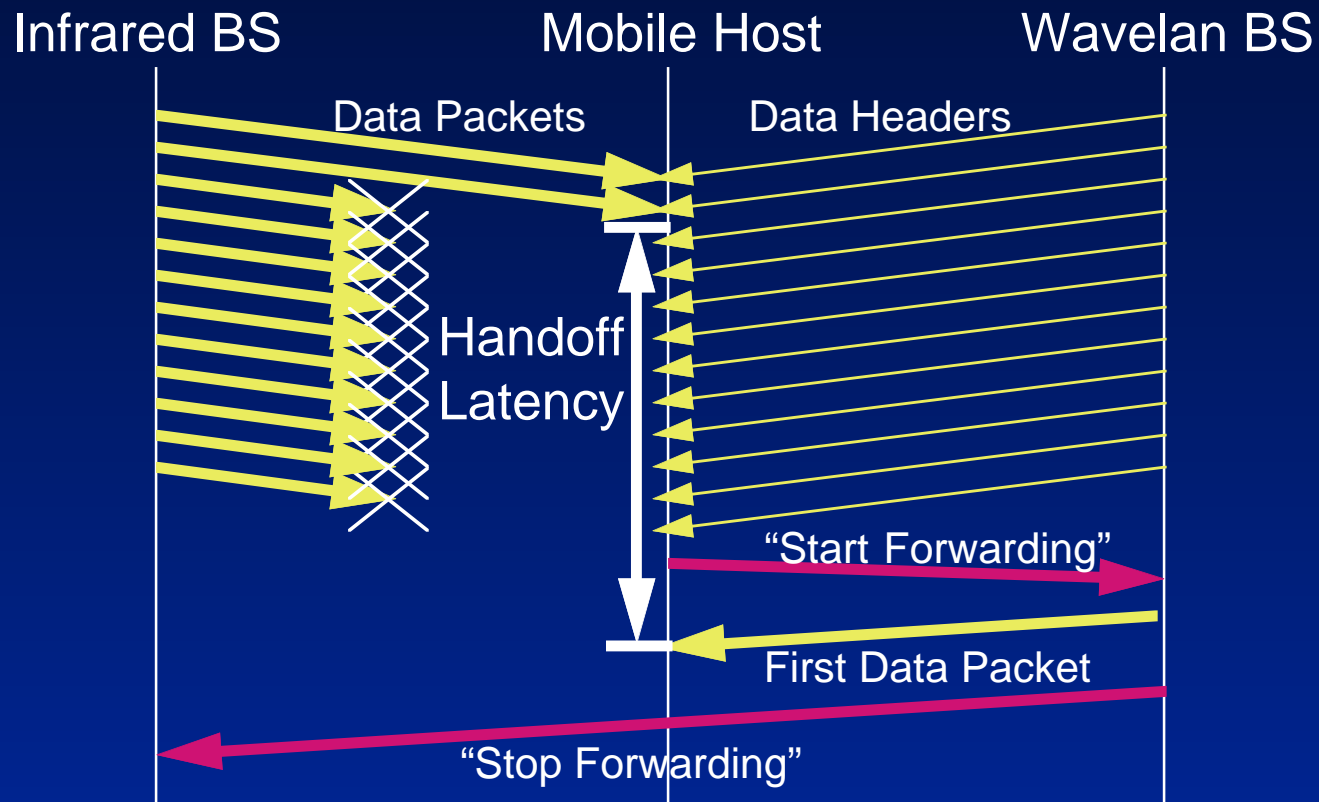 Infrared BS
Mobile Host
Wavelan BS
Data Packets
Data Headers
Handoff
Latency
“Start Forwarding”
First Data Packet
“Stop Forwarding”